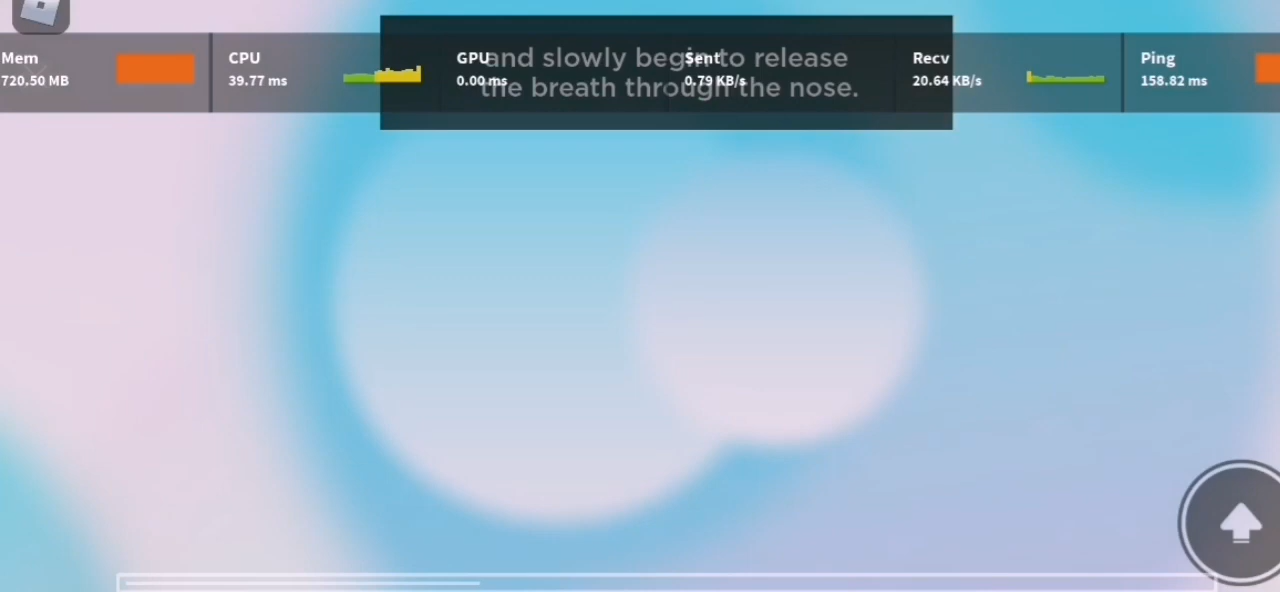 Mem
720.50 MB
CPU
39.77 ms
GPU
0.00 ms
Sent
0.79 KB/s
Recv
20.64 KB/s
Ping
158.82 ms
and slowly begin to release
the breath through the nose.